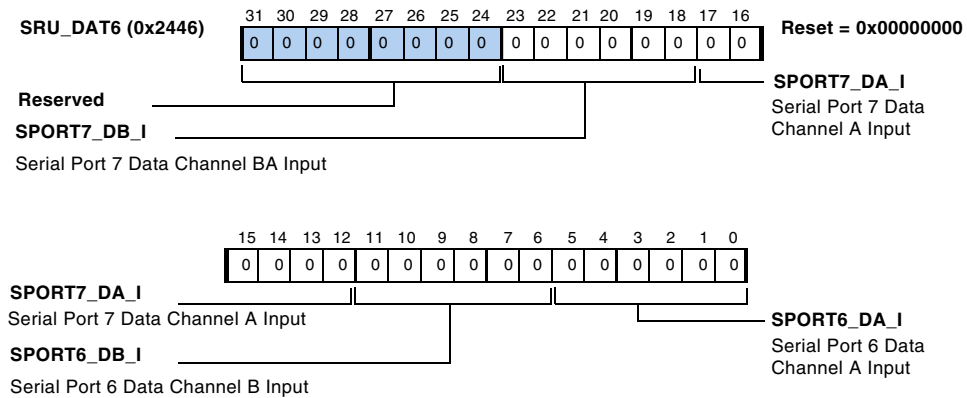 SRU_DAT6 (0x2446)
31 30 29 28 27 26 25 24 23 22 21 20 19 18 17 16
0 0 0 0 0 0 0 0 0 0 0 0 0 0 0 0
Reset = 0x00000000
Reserved
SPORT7_DB_I
Serial Port 7 Data Channel BA Input
SPORT7_DA_I
Serial Port 7 Data
Channel A Input
15 14 13 12 11 10 9 8 7 6 5 4 3 2 1 0
0 0 0 0 0 0 0 0 0 0 0 0 0 0 0 0
SPORT7_DA_I
Serial Port 7 Data Channel A Input
SPORT6_DB_I
Serial Port 6 Data Channel B Input
SPORT6_DA_I
Serial Port 6 Data
Channel A Input